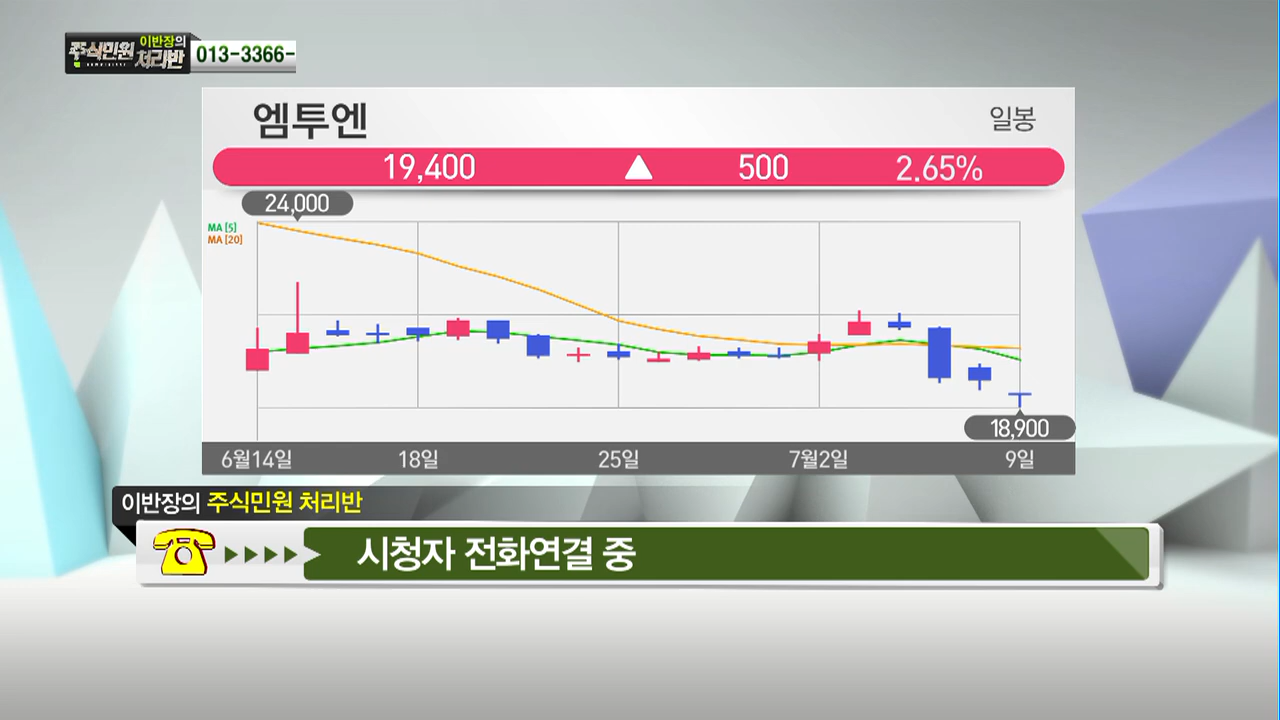 주식민원 이반장의 처리반 013-3366-
엠투엔 일봉
19,400 ▲ 500 2.65%
24,000
MA [5]
MA [20]
18,900
6월14일 18일 25일 7월2일 9일
이반장의 주식민원 처리반
시청자 전화연결 중